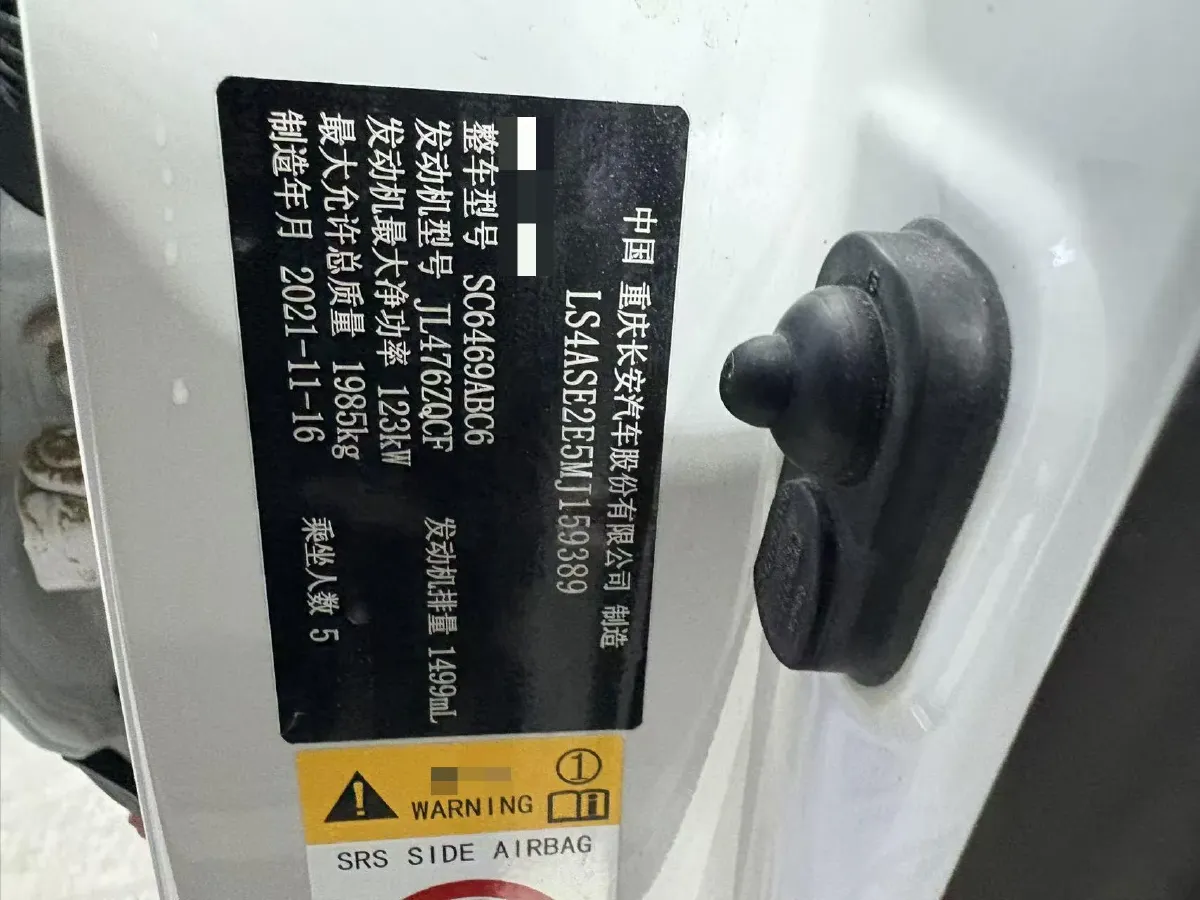 中国 重庆长安汽车股份有限公司 制造
LS4ASE2E5MJ159389
整车型号 SC6469ABC6
发动机型号 JL476ZQCF 发动机排量 1499mL
发动机最大净功率 123kW
最大允许总质量 1985kg
制造年月 2021-11-16 乘坐人数 5
WARNING
1
SRS SIDE AIRBAG